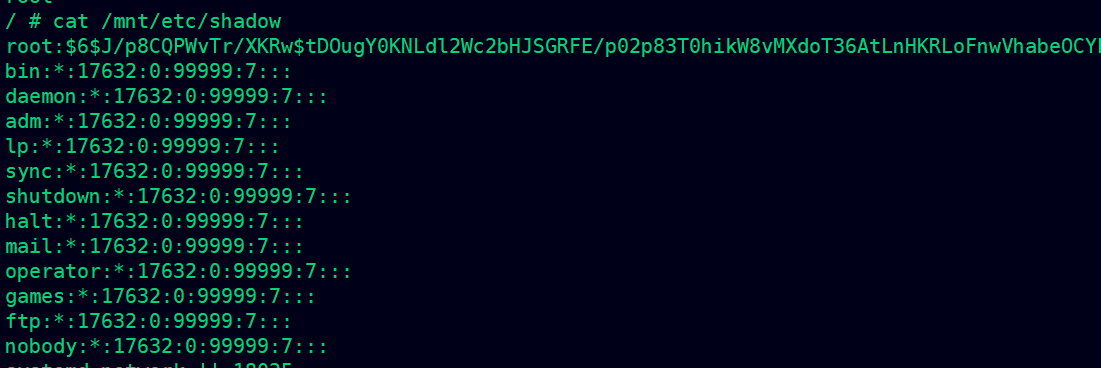 root
/ # cat /mnt/etc/shadow
root:$6$J/p8CQPWvTr/XKRw$tDOugY0KNLdl2Wc2bHJSGRFE/p02p83T0hikW8vMXdoT36AtLnHKRLoFnwVhabeOCY
bin:*:17632:0:99999:7:::
daemon:*:17632:0:99999:7:::
adm:*:17632:0:99999:7:::
lp:*:17632:0:99999:7:::
sync:*:17632:0:99999:7:::
shutdown:*:17632:0:99999:7:::
halt:*:17632:0:99999:7:::
mail:*:17632:0:99999:7:::
operator:*:17632:0:99999:7:::
games:*:17632:0:99999:7:::
ftp:*:17632:0:99999:7:::
nobody:*:17632:0:99999:7:::